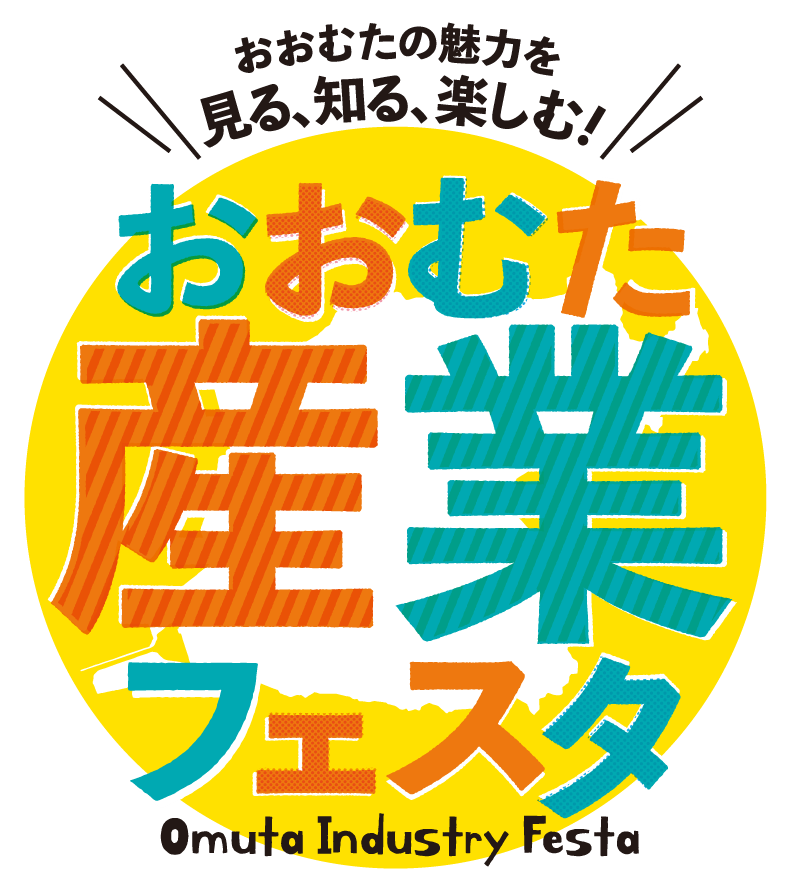 おおむたの魅力を
見る、知る、楽しむ！
おおむた
産業
フェスタ
Omuta Industry Festa